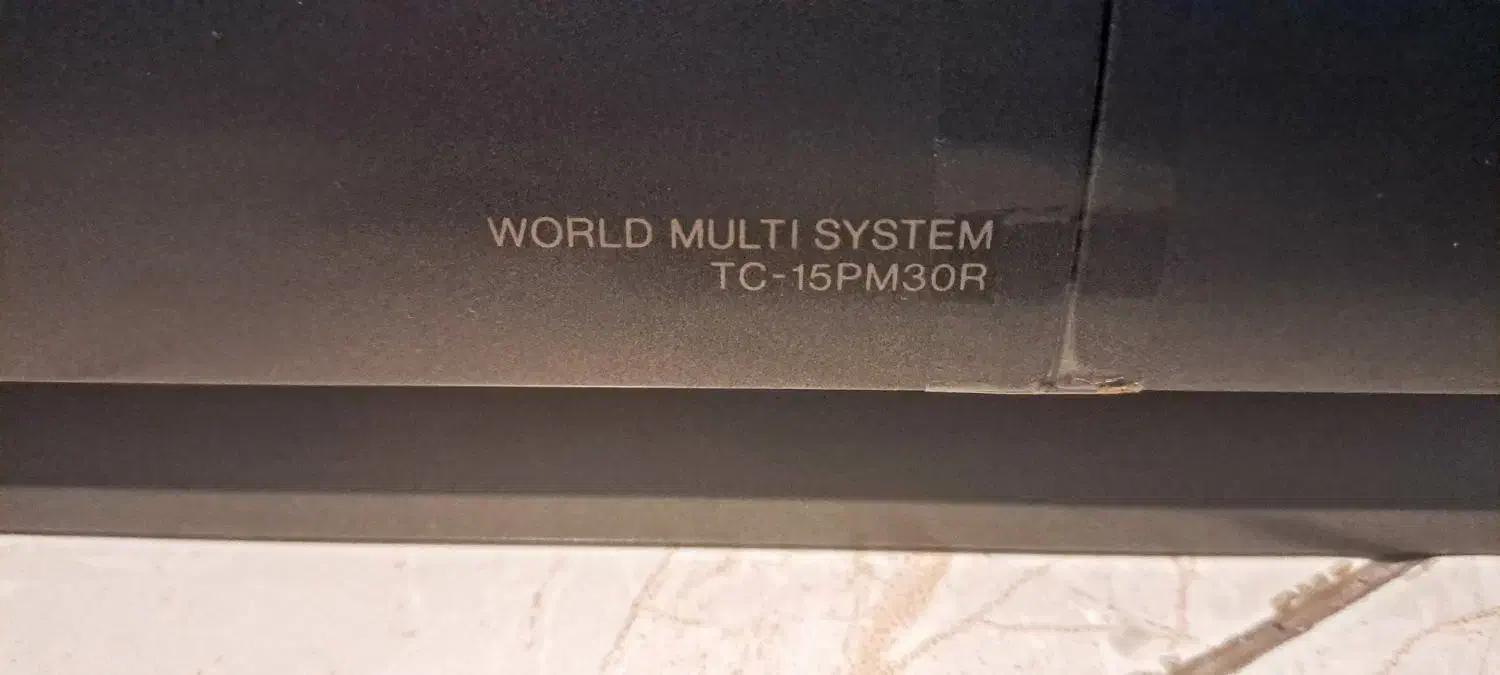 WORLD MULTI SYSTEM
TC-15PM30R